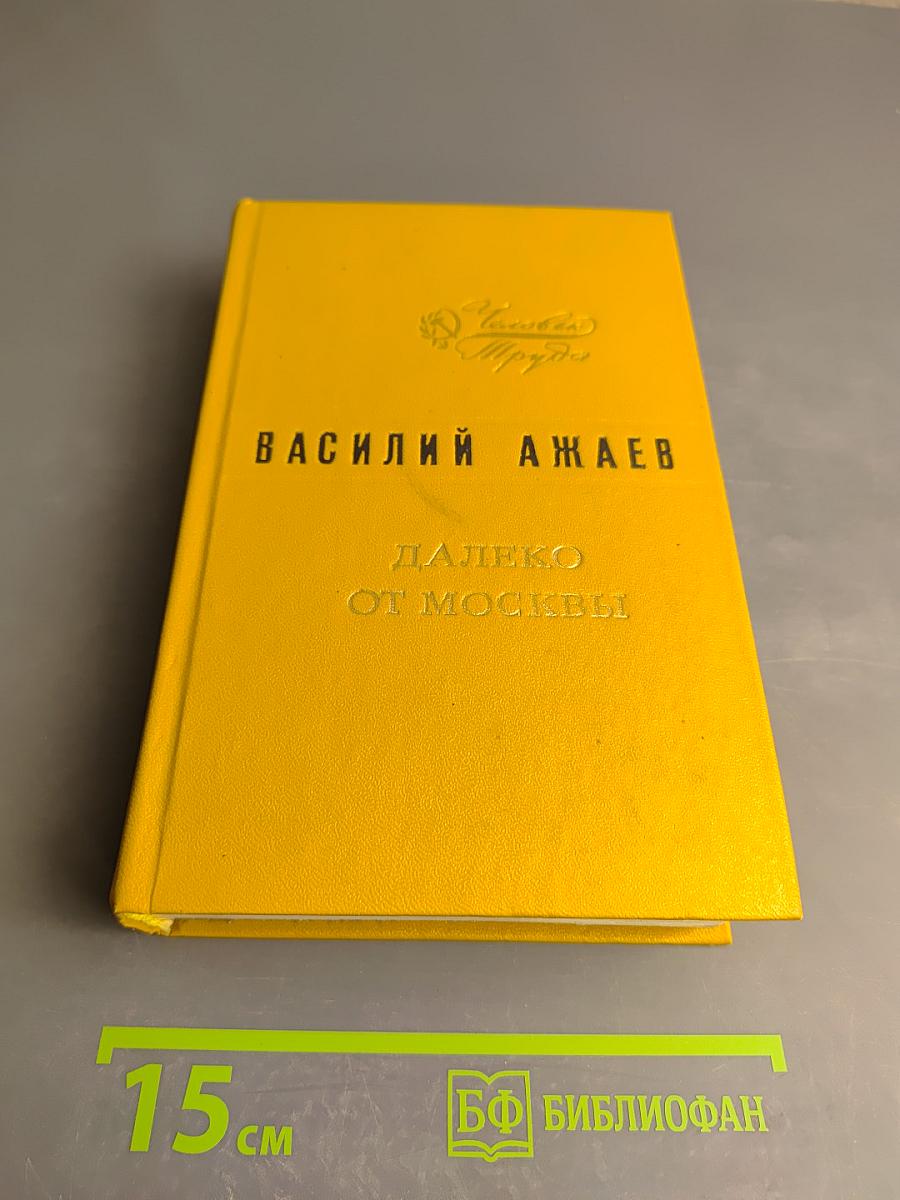 Человек
Труда
ВАСИЛИЙ АЖАЕВ
ДАЛЕКО
ОТ МОСКВЫ
15 см
БФ БИБЛИОФАН